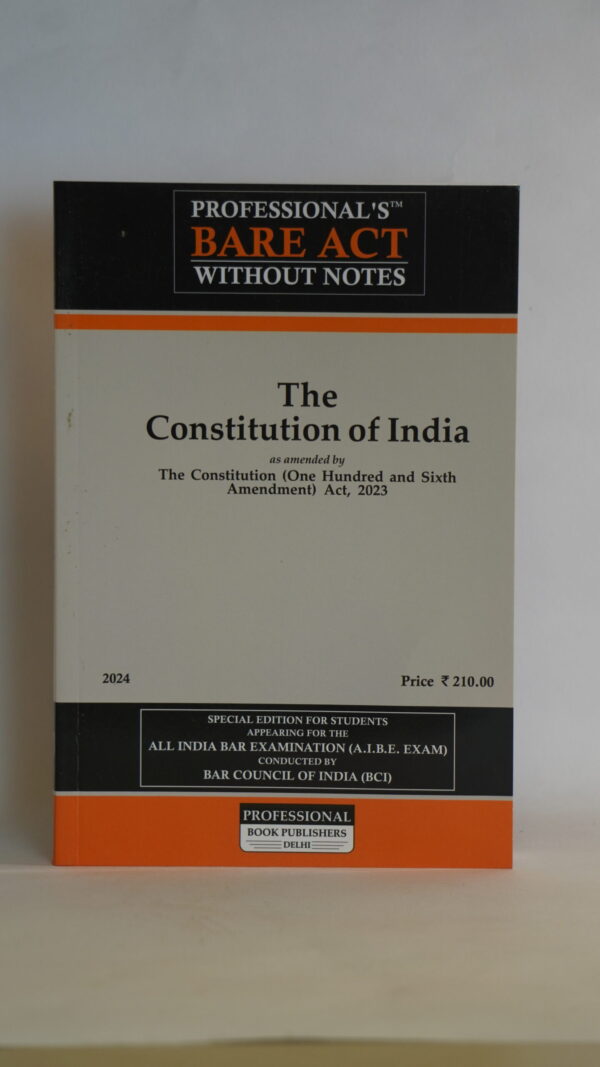 PROFESSIONAL'S™
BARE ACT
WITHOUT NOTES
The
Constitution of India
as amended by
The Constitution (One Hundred and Sixth
Amendment) Act, 2023
2024
Price ₹ 210.00
SPECIAL EDITION FOR STUDENTS
APPEARING FOR THE
ALL INDIA BAR EXAMINATION (A.I.B.E. EXAM)
CONDUCTED BY
BAR COUNCIL OF INDIA (BCI)
PROFESSIONAL
BOOK PUBLISHERS
DELHI